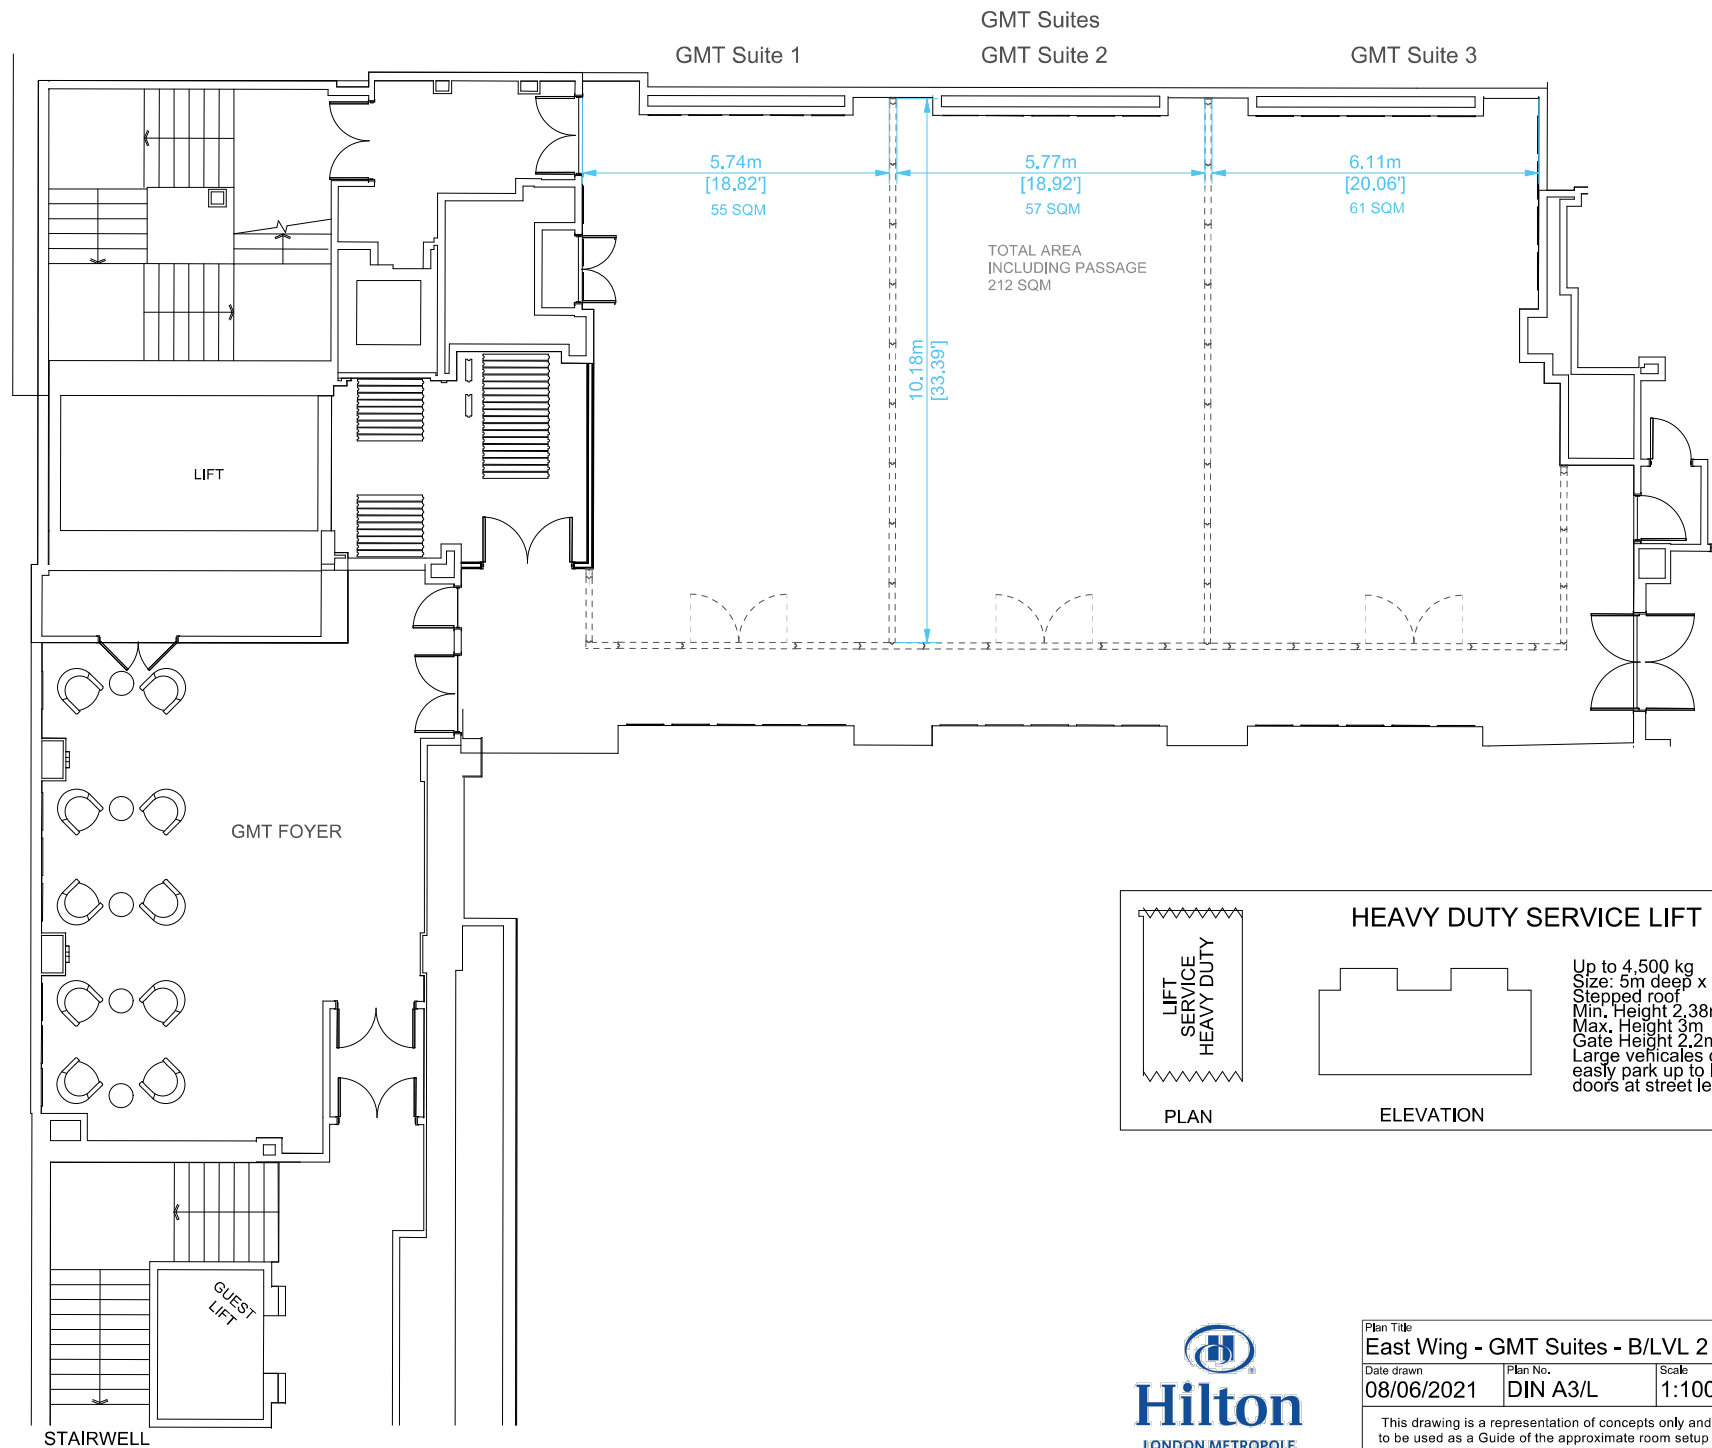 GMT Suites
GMT Suite 1
GMT Suite 2
GMT Suite 3
5.74m
[18.82']
55 SQM
5.77m
[18.92']
57 SQM
6.11m
[20.06']
61 SQM
TOTAL AREA
INCLUDING PASSAGE
212 SQM
10.18m
[33.39']
LIFT
GMT FOYER
HEAVY DUTY SERVICE LIFT
LIFT
SERVICE
HEAVY DUTY
PLAN
ELEVATION
Up to 4,500 kg
Size: 5m deep x
Stepped roof
Min. Height 2.38m
Max. Height 3m
Gate Height 2.2m
Large vehicales
easly park up to
doors at street
GUEST
LIFT
STAIRWELL
Hilton
LONDON METROPOLE
Plan Title
East Wing - GMT Suites - B/LVL 2
Date drawn
08/06/2021
Plan No.
DIN A3/L
Scale
1:100
This drawing is a representation of concepts only and
to be used as a Guide of the approximate room setup